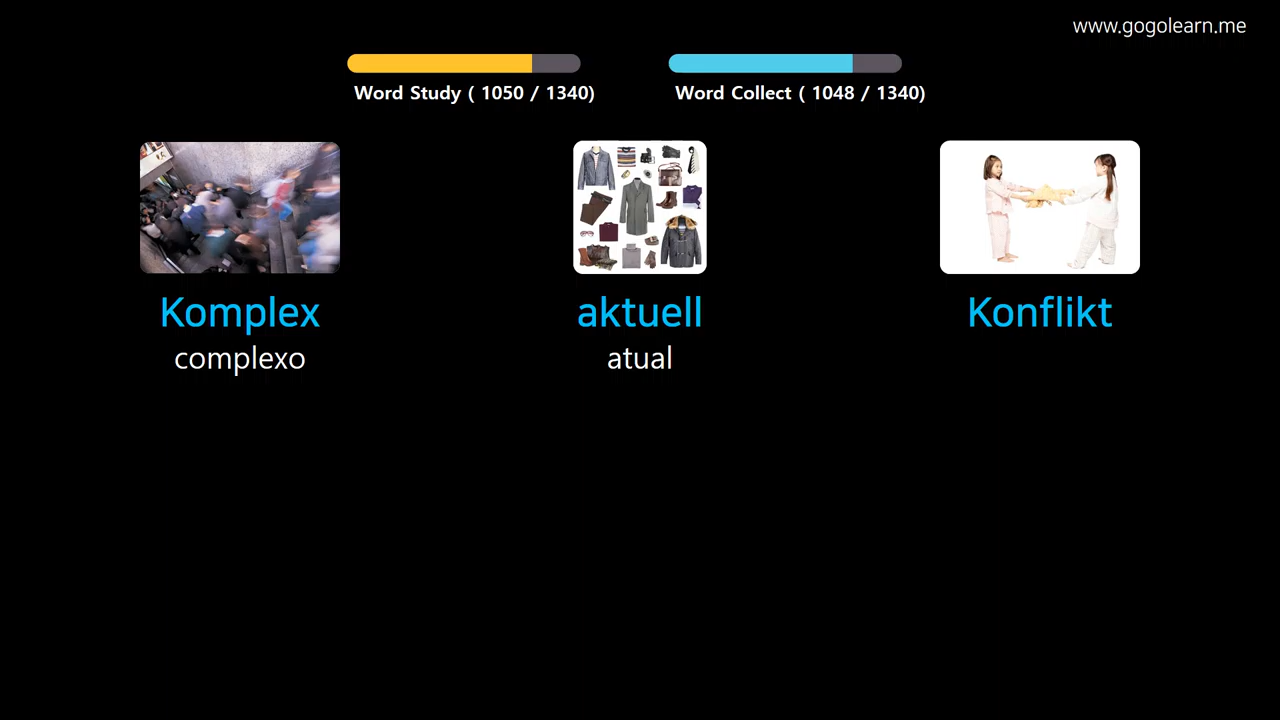 www.gogolearn.me
Word Study ( 1050 / 1340)
Word Collect ( 1048 / 1340)
Komplex
complexo
aktuell
atual
Konflikt